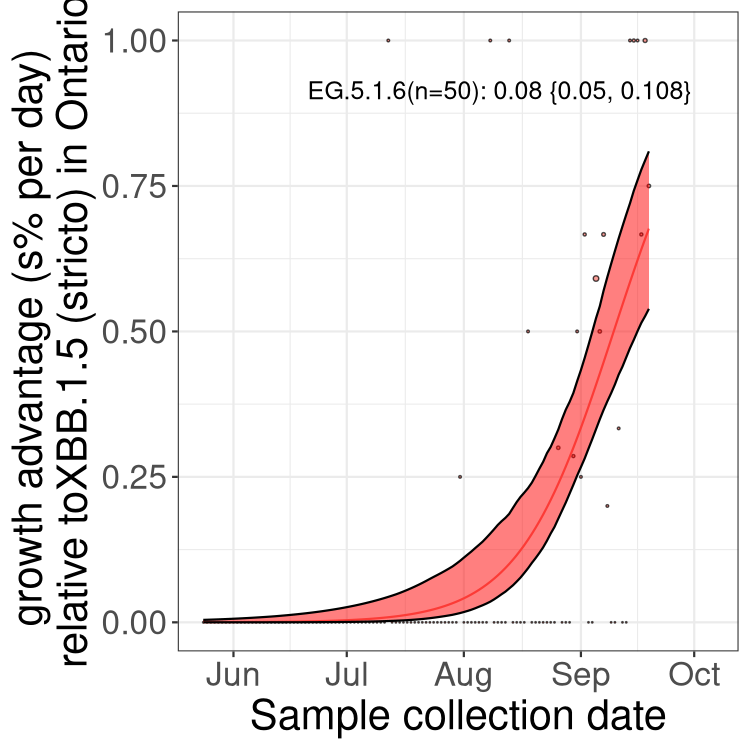 growth advantage (s% per day)
relative toXBB.1.5 (stricto) in Ontario
1.00
0.75
0.50
0.25
0.00
EG.5.1.6(n=50): 0.08 {0.05, 0.108}
Jun Jul Aug Sep Oct
Sample collection date